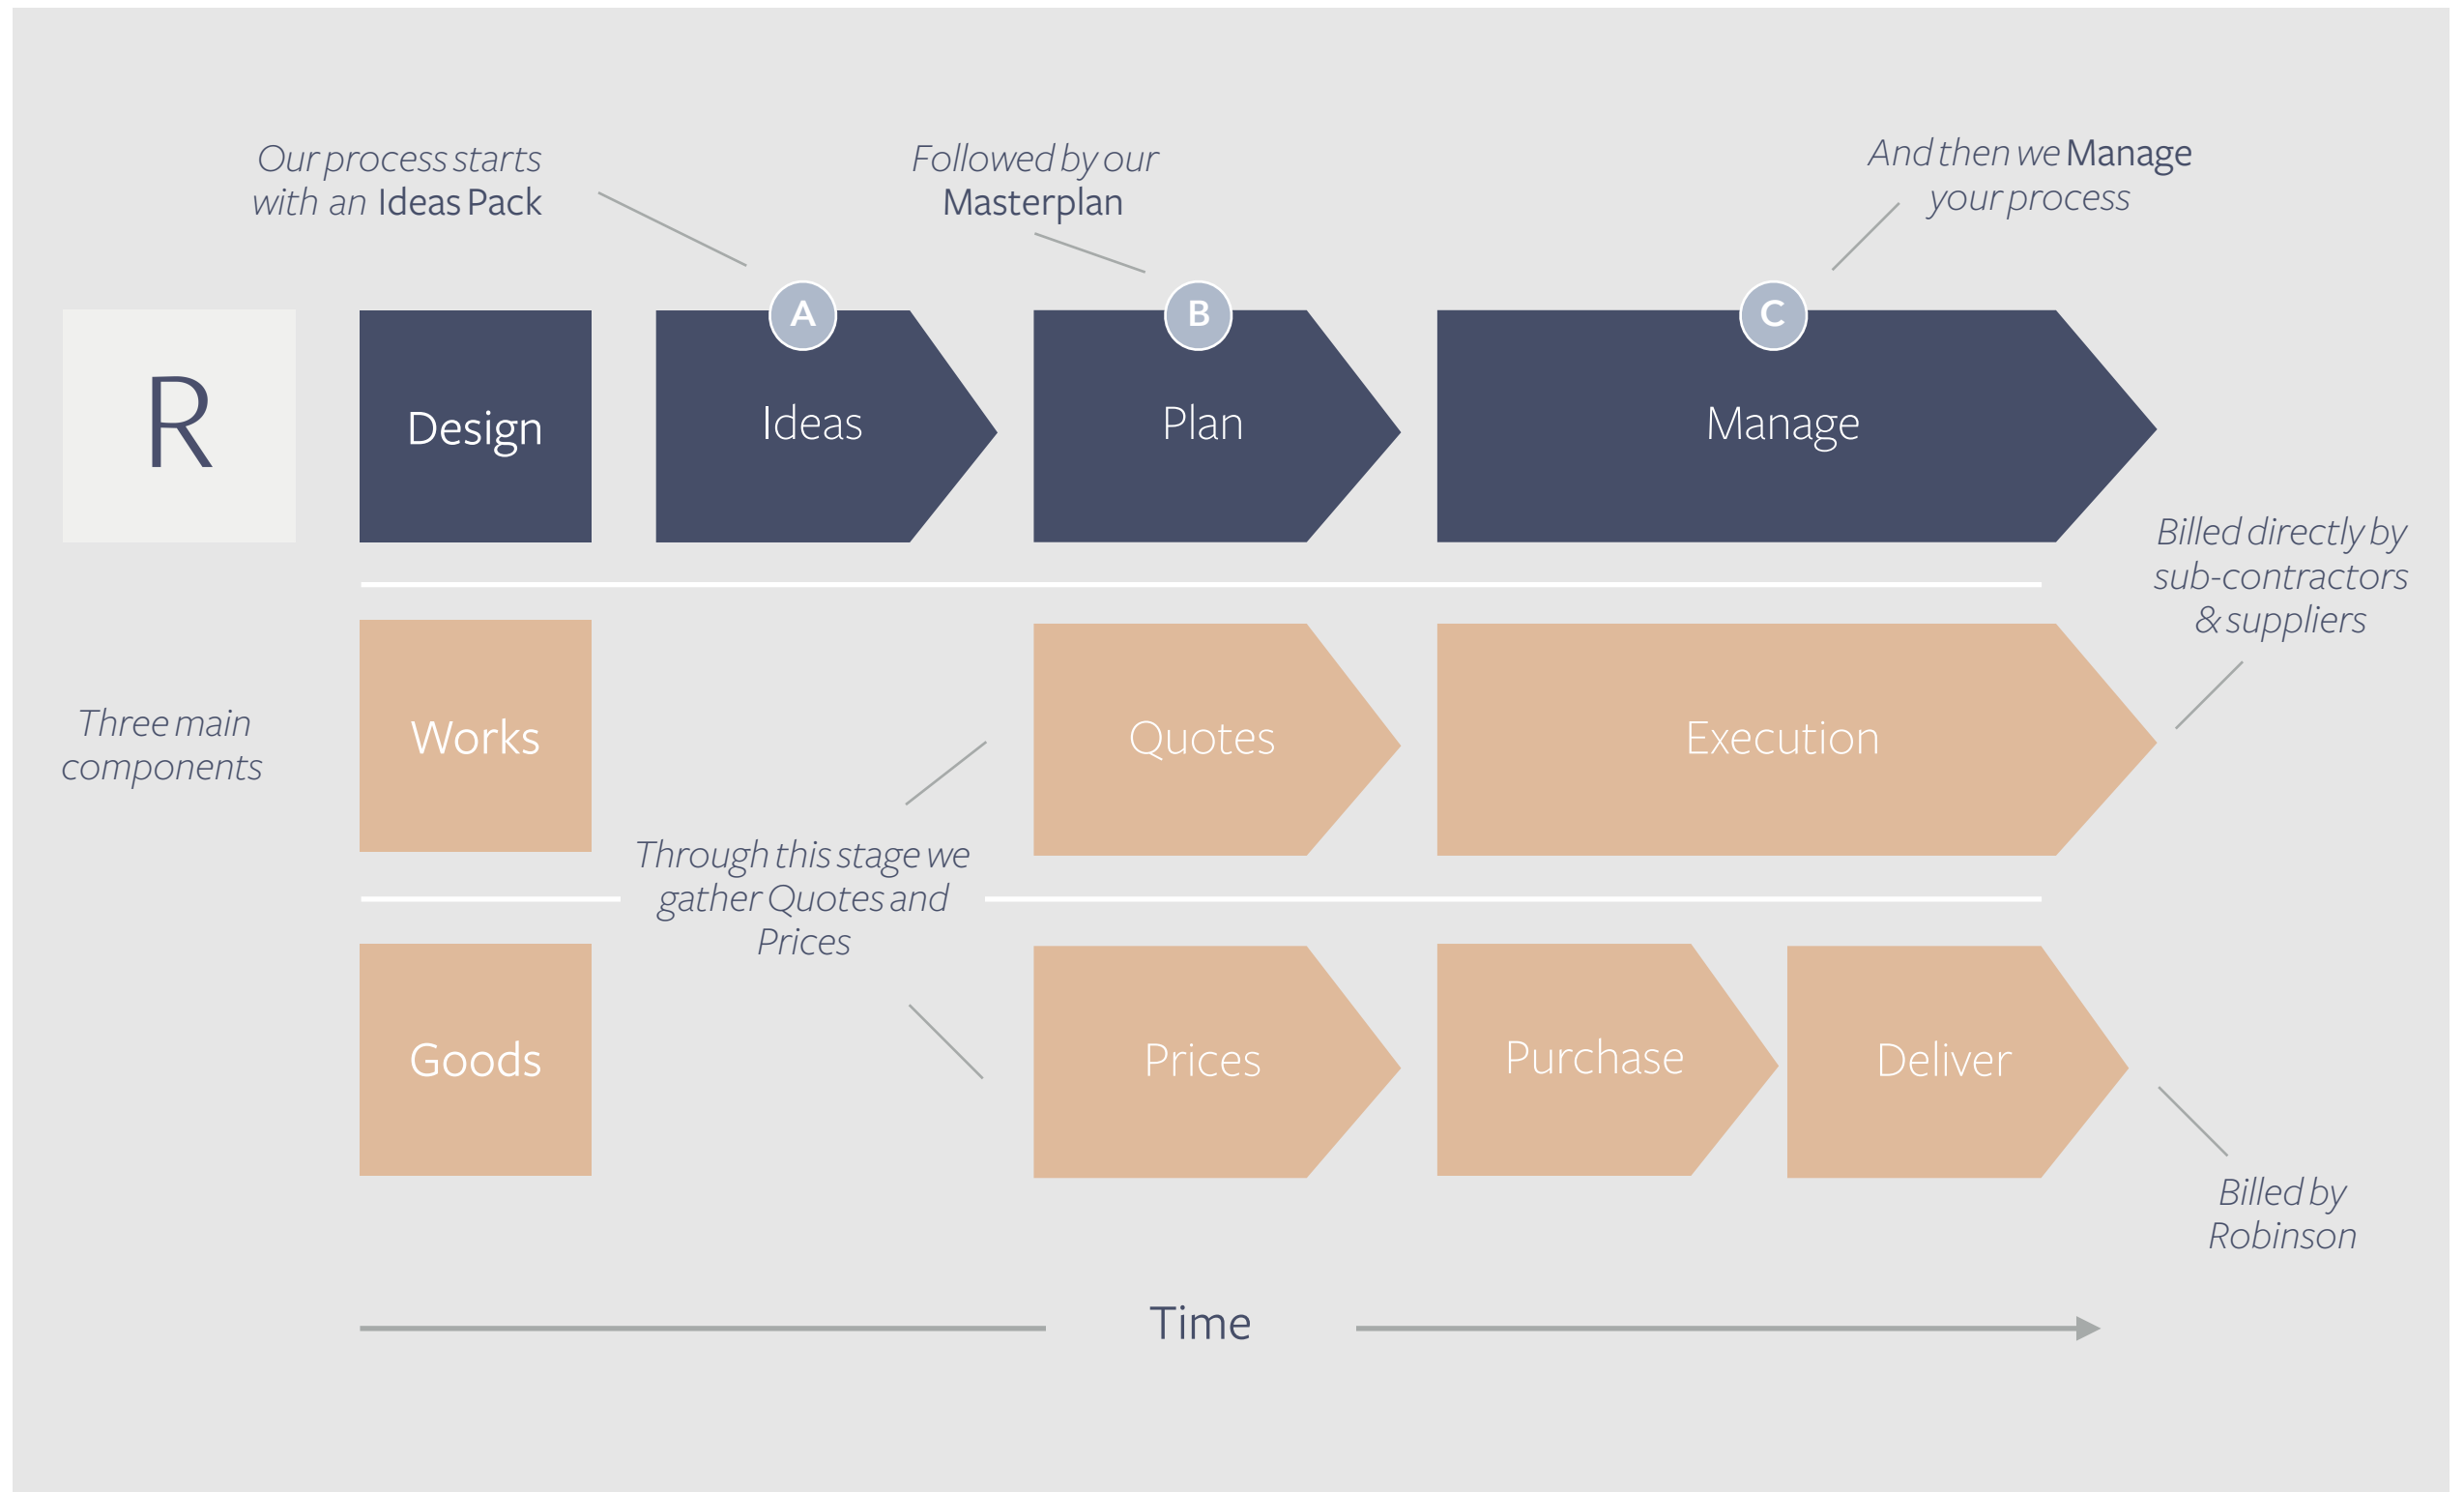 Our process starts
with an Ideas Pack
Followed by our
Masterplan
And then we Manage
your process
A
B
C
R
Design
Ideas
Plan
Manage
Billed directly by
sub-contractors
& suppliers
Three main
components
Works
Quotes
Execution
Through this stage we
gather Quotes and
Prices
Goods
Prices
Purchase
Deliver
Billed by
Robinson
Time